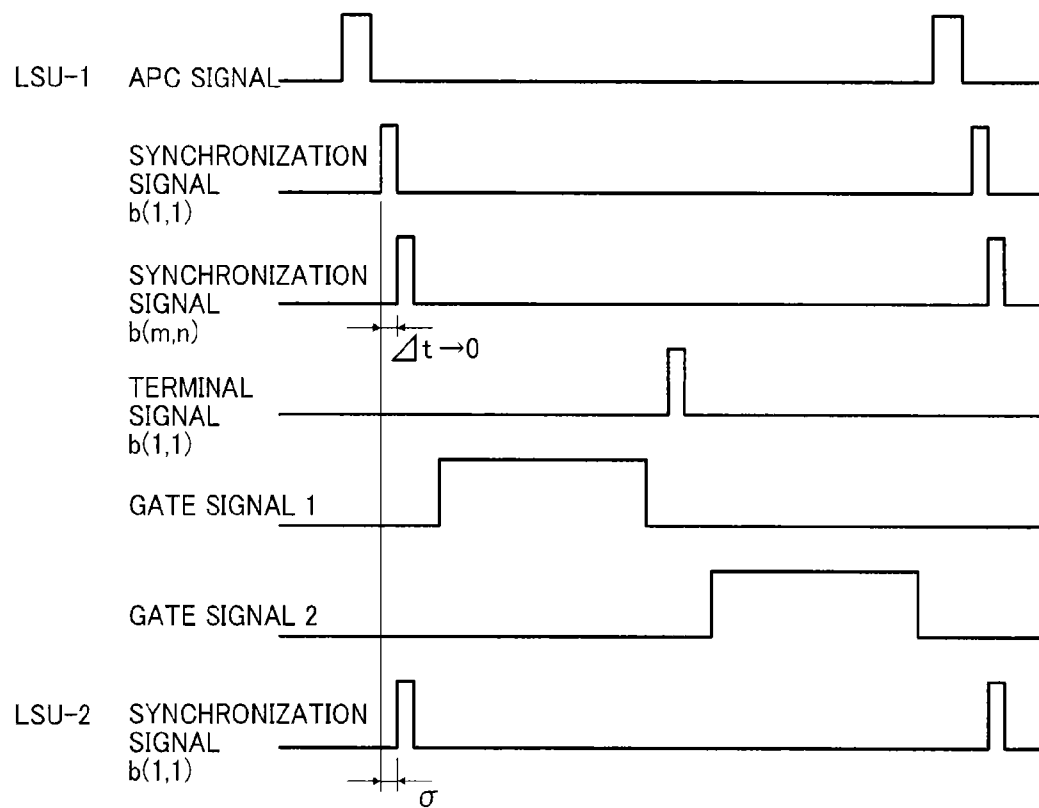 LSU-1 APC SIGNAL
SYNCHRONIZATION
SIGNAL
b(1,1)
SYNCHRONIZATION
SIGNAL
b(m,n)
⊿t→0
TERMINAL
SIGNAL
b(1,1)
GATE SIGNAL 1
GATE SIGNAL 2
LSU-2 SYNCHRONIZATION
SIGNAL
b(1,1)
σ